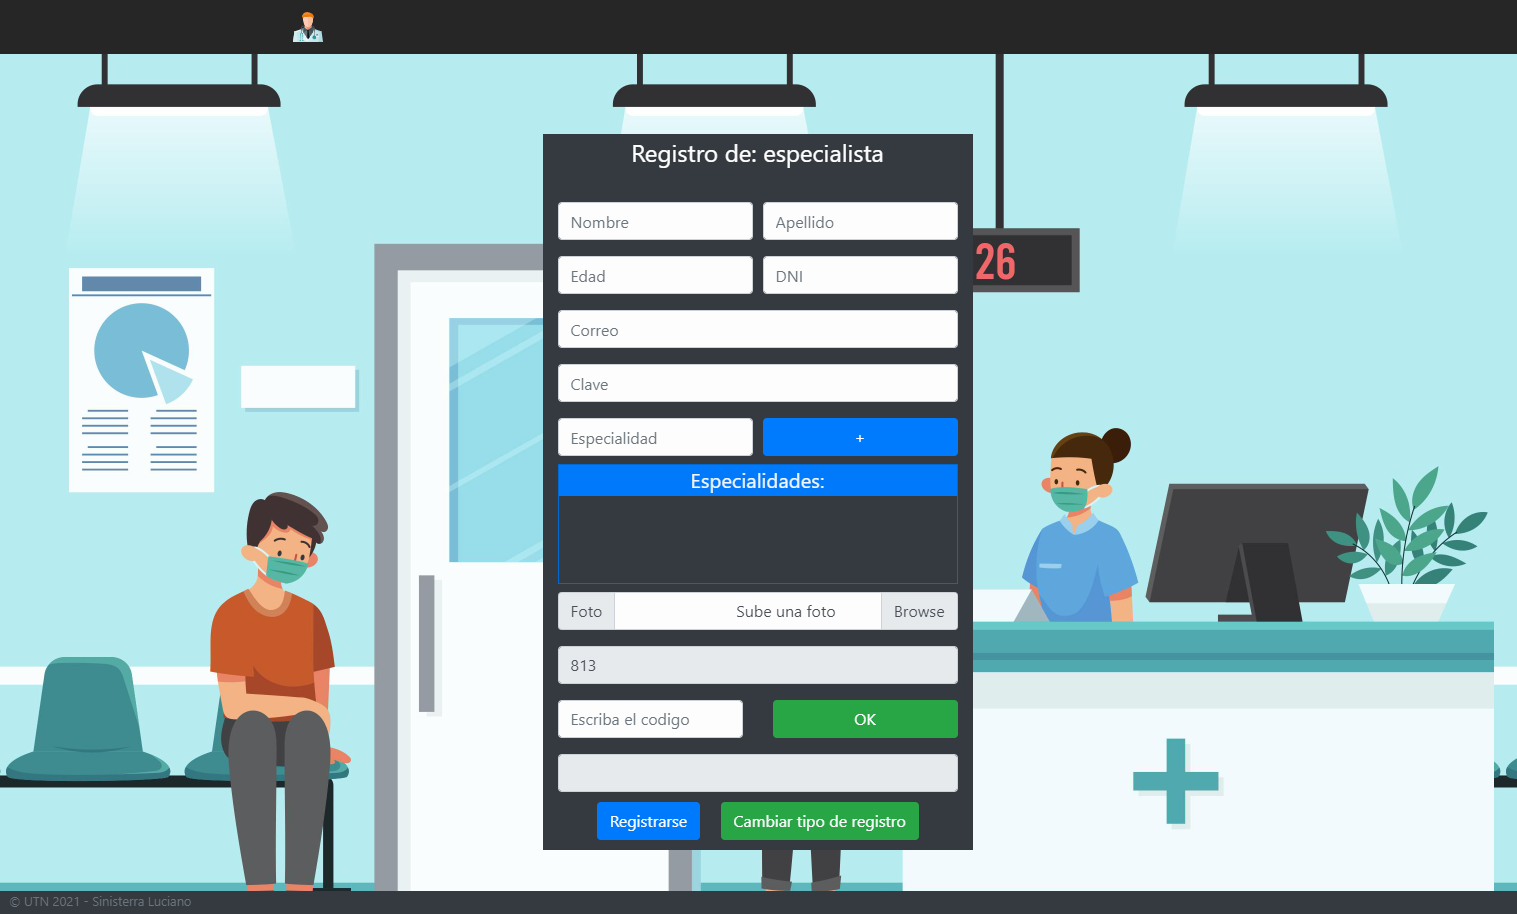 Registro de: especialista
Nombre
Apellido
26
Edad
DNI
Correo
Clave
Especialidad
+
Especialidades:
Foto
Sube una foto
Browse
813
Escriba el codigo
OK
Registrarse
Cambiar tipo de registro
© UTN 2021 - Sinisterra Luciano